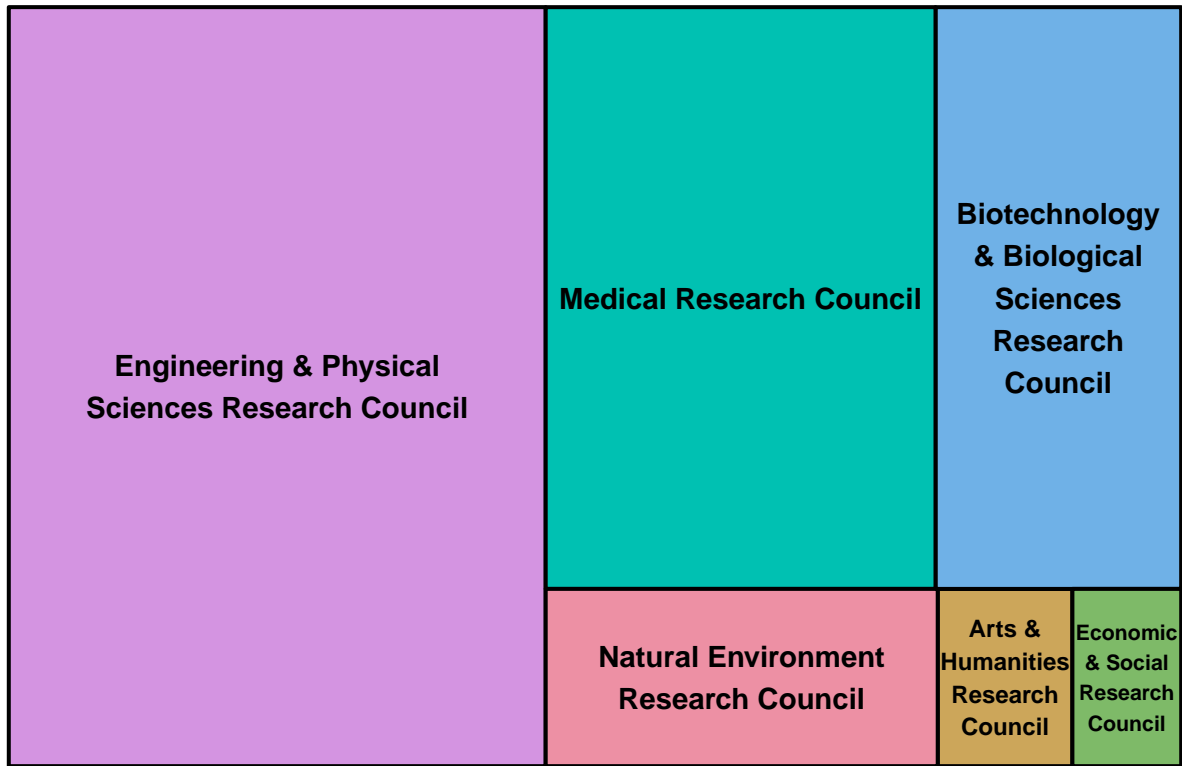 Engineering & Physical
Sciences Research Council
Medical Research Council
Biotechnology
& Biological
Sciences
Research
Council
Natural Environment
Research Council
Arts &
Humanities
Research
Council
Economic
& Social
Research
Council